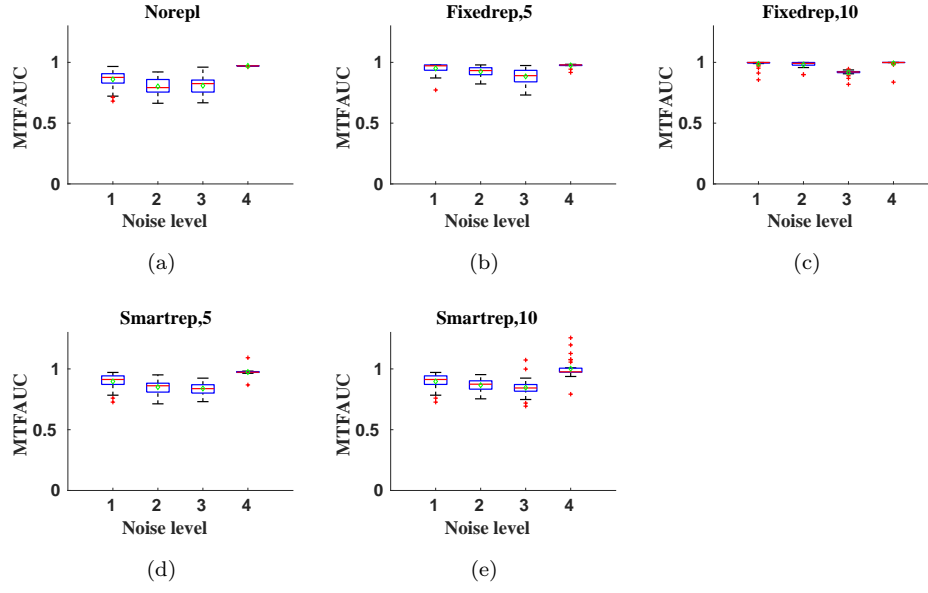 Norepl
MTFAUC
1
0.5
0
1 2 3 4
Noise level
(a)
Fixedrep,5
MTFAUC
1
0.5
0
1 2 3 4
Noise level
(b)
Fixedrep,10
MTFAUC
1
0.5
0
1 2 3 4
Noise level
(c)
Smartrep,5
MTFAUC
1
0.5
0
1 2 3 4
Noise level
(d)
Smartrep,10
MTFAUC
1
0.5
0
1 2 3 4
Noise level
(e)